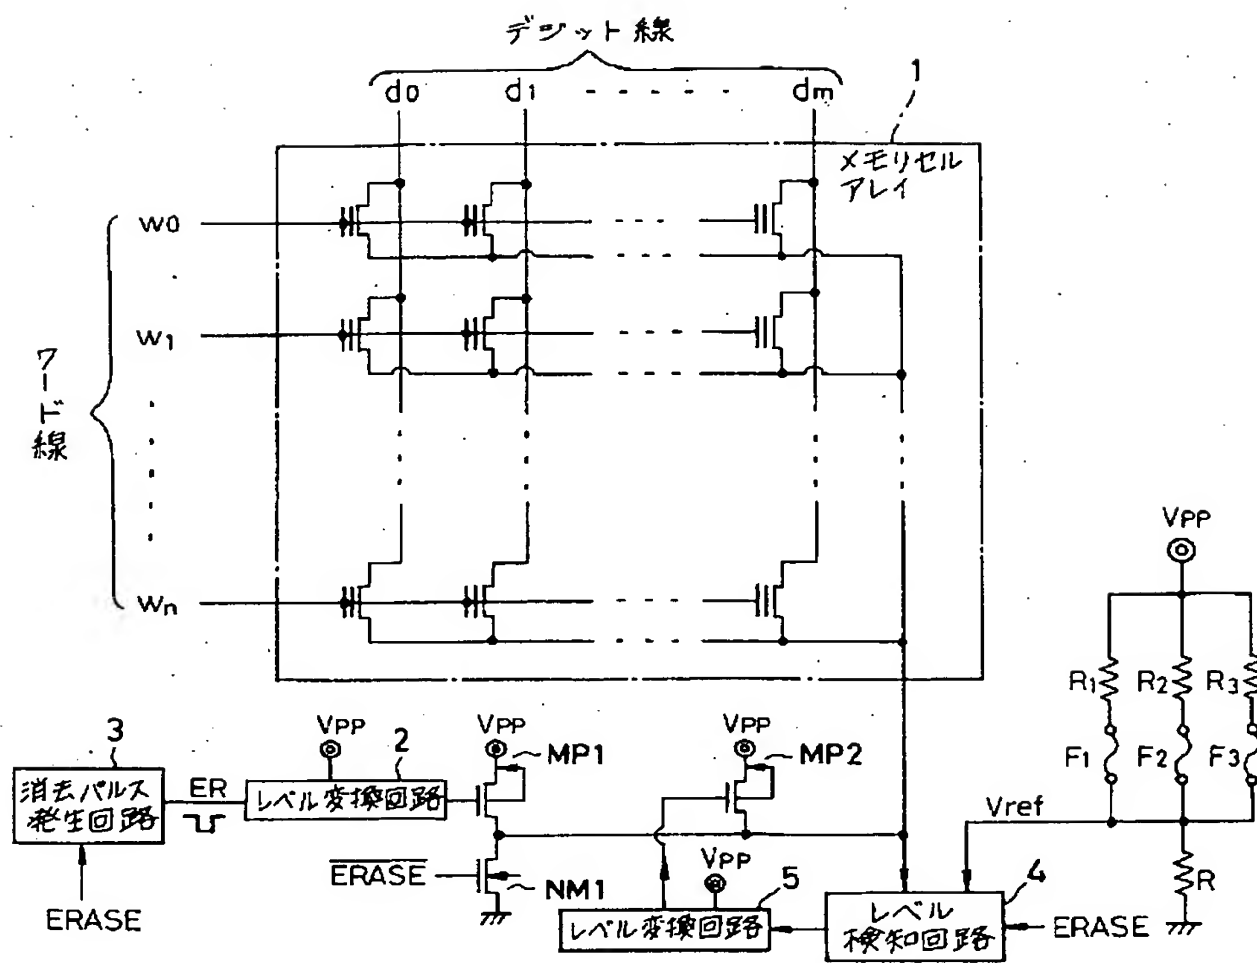 デジット線
d0 d1 dm
1
メモリセル
アレイ
ワード線
W0
W1
Wn
VPP
R1 R2 R3
F1 F2 F3
Vref
R
3
消去パルス
発生回路
ERASE
ER
VPP
2
レベル変換回路
VPP
MP1
ERASE
NM1
VPP
MP2
VPP
5
レベル変換回路
4
レベル
検知回路
ERASE